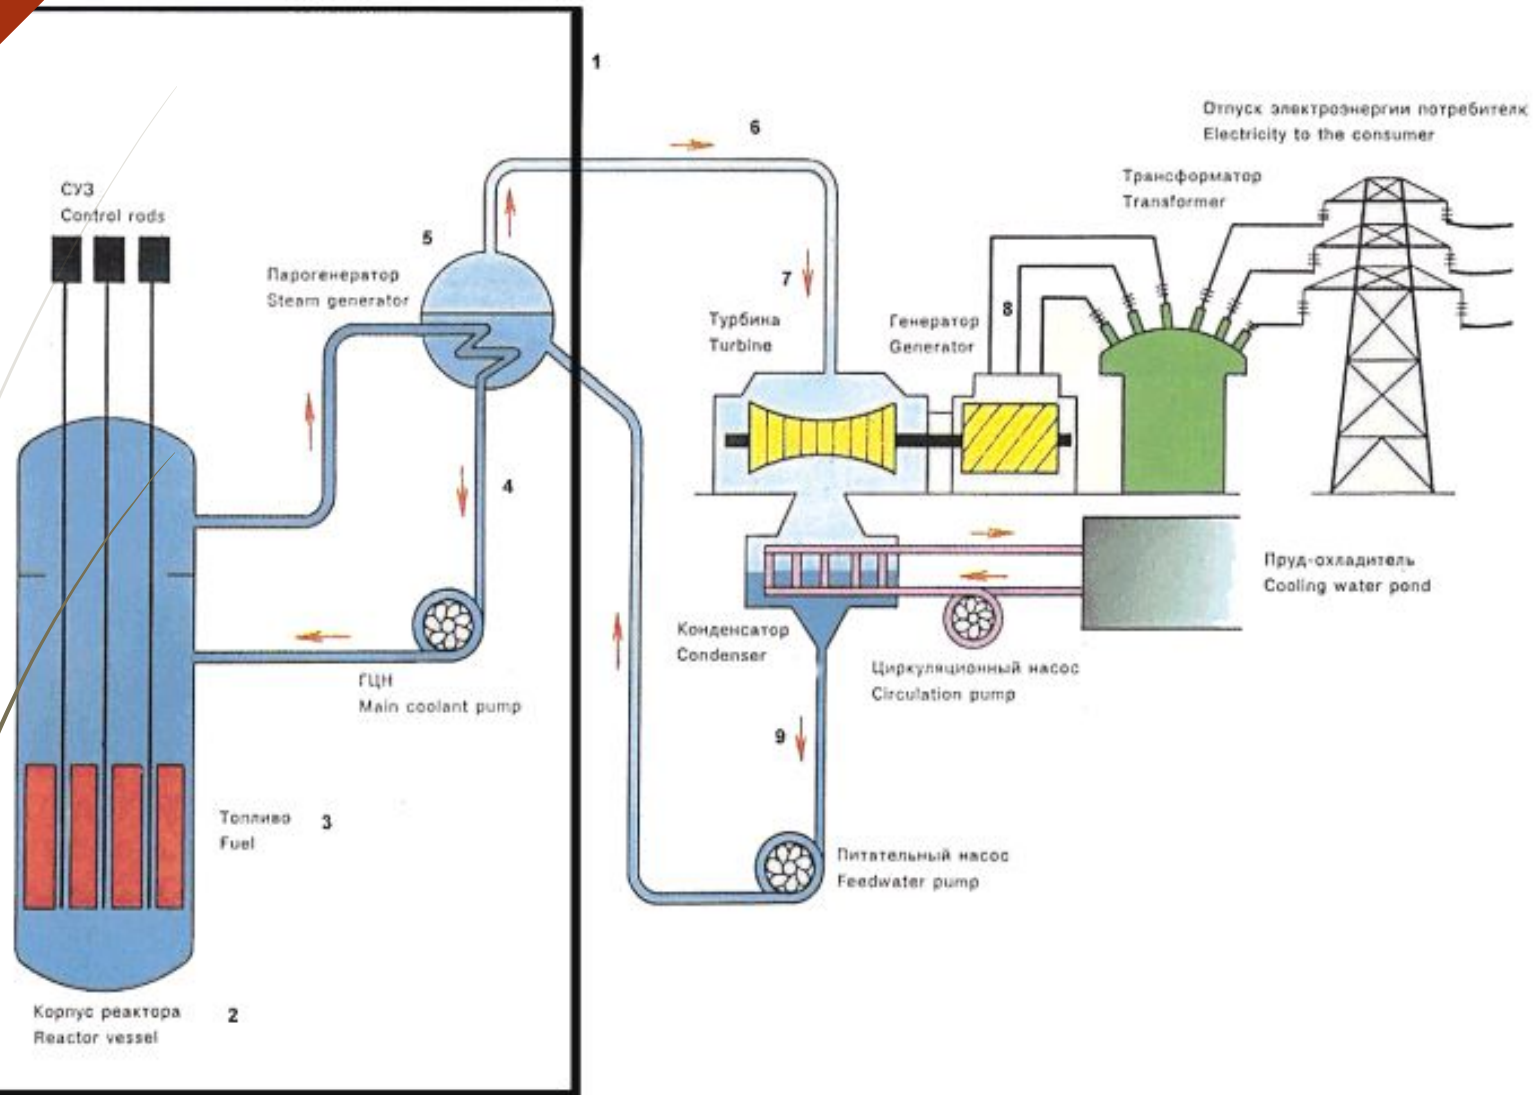 1
6
Отпуск электроэнергии потребителю
Electricity to the consumer
Трансформатор
Transformer
СУЗ
Control rods
5
Парогенератор
Steam generator
7
Турбина
Turbine
Генератор
Generator
8
4
Пруд-охладитель
Cooling water pond
Конденсатор
Condenser
Циркуляционный насос
Circulation pump
ГЦН
Main coolant pump
9
Топливо
Fuel
3
Питательный насос
Feedwater pump
Корпус реактора
Reactor vessel
2